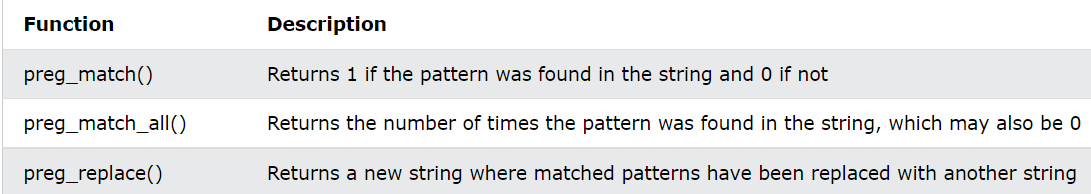 Function Description
preg_match() Returns 1 if the pattern was found in the string and 0 if not
preg_match_all() Returns the number of times the pattern was found in the string, which may also be 0
preg_replace() Returns a new string where matched patterns have been replaced with another string